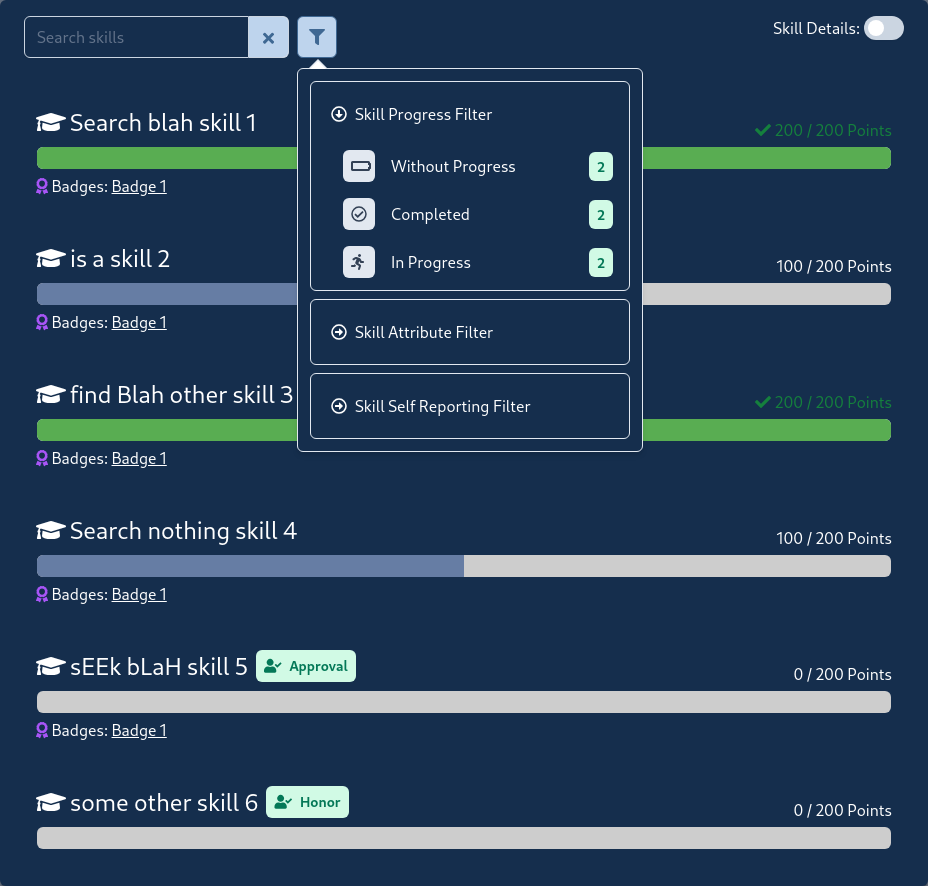 Search skills
Skill Details:
Skill Progress Filter
Without Progress 2
Completed 2
In Progress 2
Skill Attribute Filter
Skill Self Reporting Filter
Search blah skill 1
200 / 200 Points
Badges: Badge 1
is a skill 2
100 / 200 Points
Badges: Badge 1
find Blah other skill 3
200 / 200 Points
Badges: Badge 1
Search nothing skill 4
100 / 200 Points
Badges: Badge 1
sEEk bLaH skill 5 Approval
0 / 200 Points
Badges: Badge 1
some other skill 6 Honor
0 / 200 Points